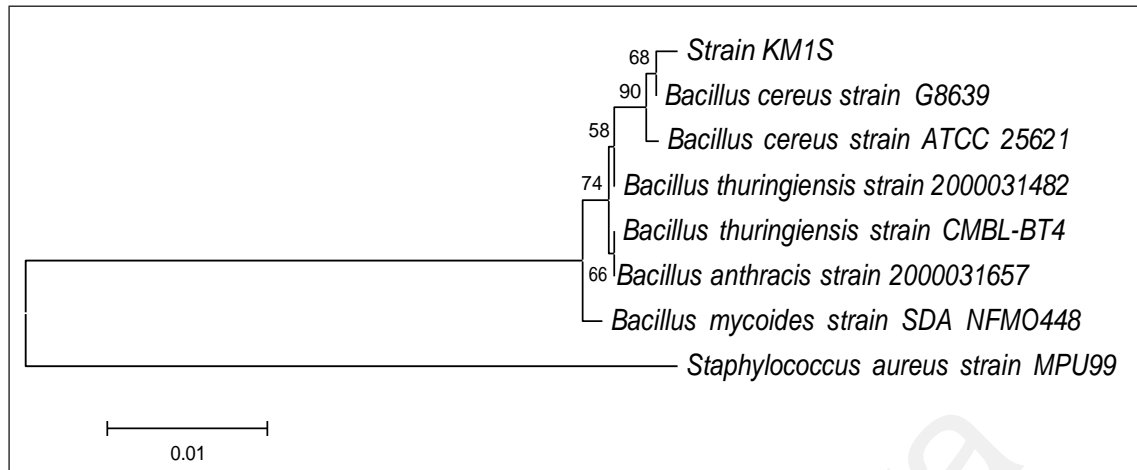 68
Strain KM1S
Bacillus cereus strain G8639
90
Bacillus cereus strain ATCC 25621
58
Bacillus thuringiensis strain 2000031482
74
Bacillus thuringiensis strain CMBL-BT4
66
Bacillus anthracis strain 2000031657
Bacillus mycoides strain SDA NFMO448
Staphylococcus aureus strain MPU99
0.01